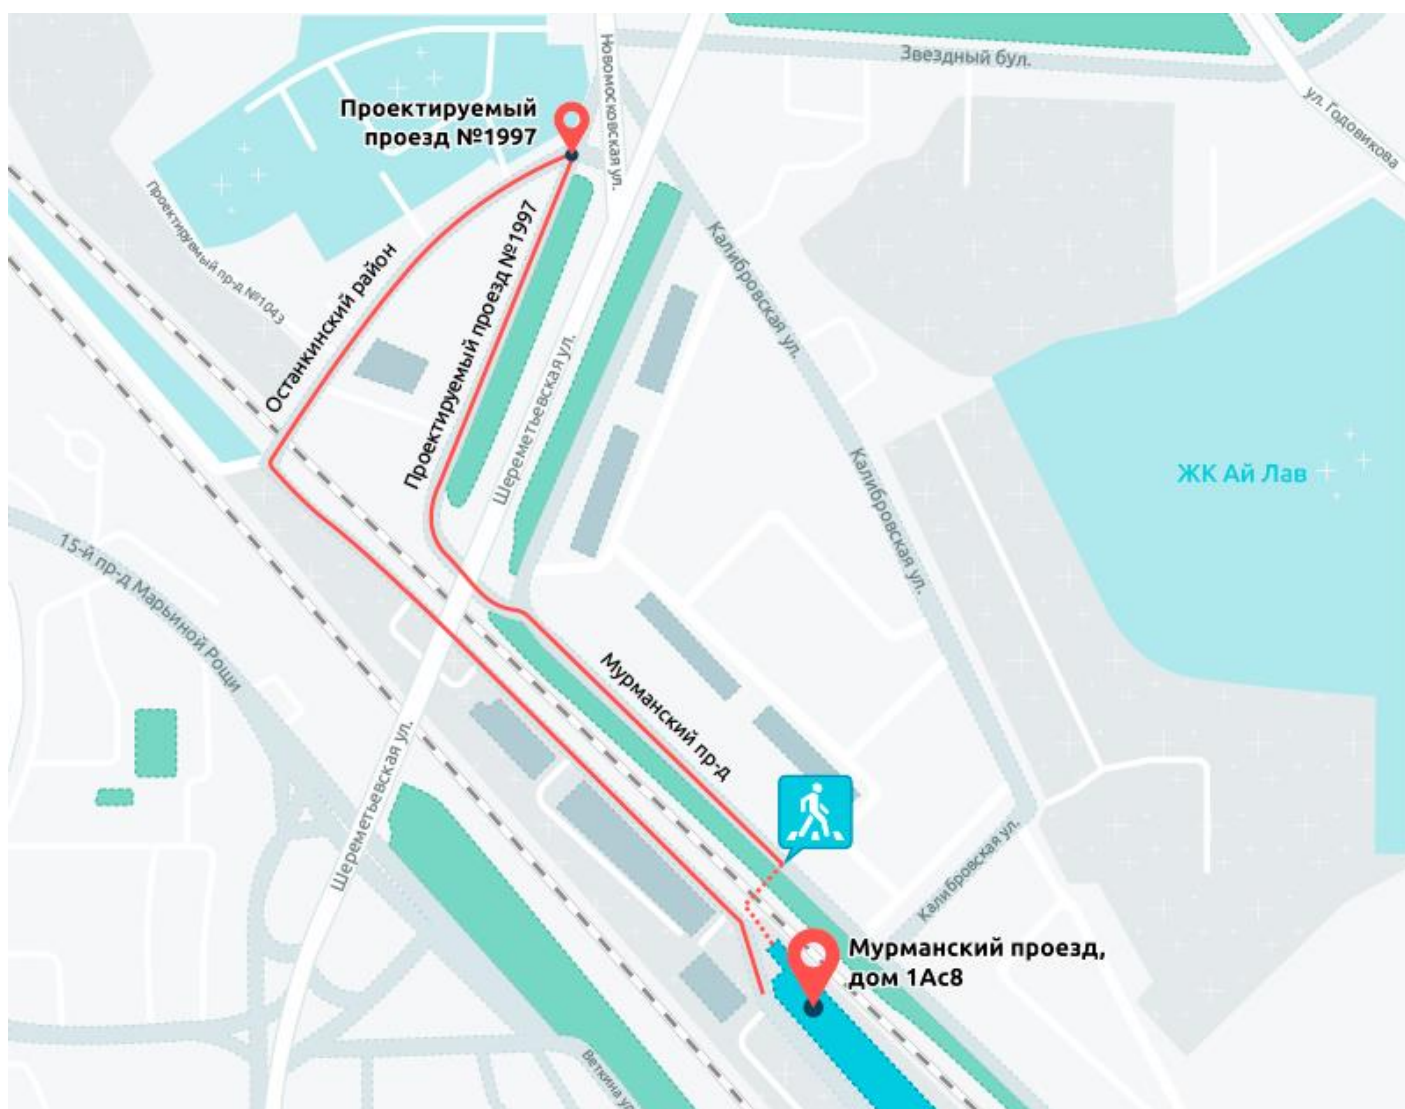 Звездный бул.
Новомосковская ул.
ул. Годовикова
Проектируемый
проезд №1997
Проектируемый пр-д №1043
Останкинский район
Проектируемый проезд №1997
Калибровская ул.
Шереметьевская ул.
Калибровская ул.
ЖК Ай Лав
15-й пр-д Марьиной Рощи
Мурманский пр-д
Шереметьевская ул.
Калибровская ул.
Мурманский проезд,
дом 1Ас8
Веткина ул.